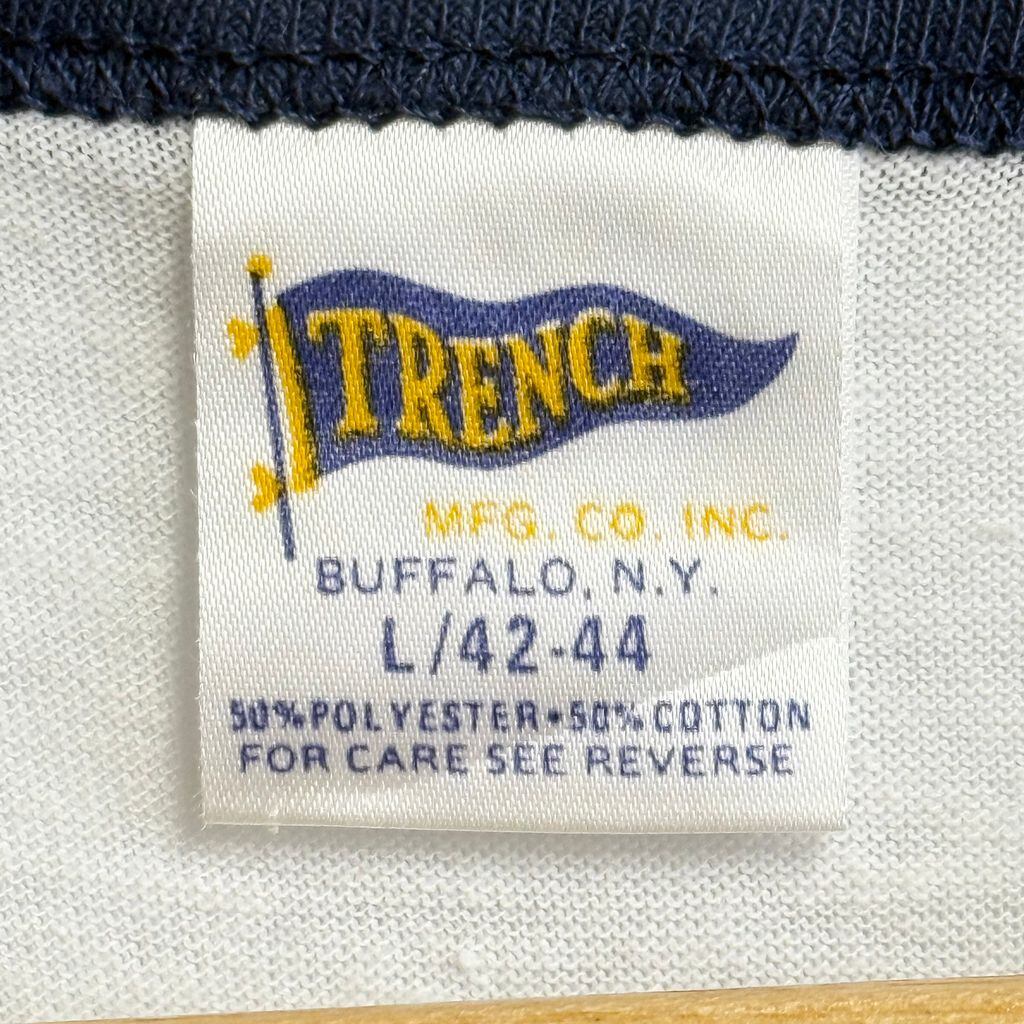 TRENCH
MFG. CO. INC.
BUFFALO, N.Y.
L/42-44
50% POLYESTER•50% COTTON
FOR CARE SEE REVERSE